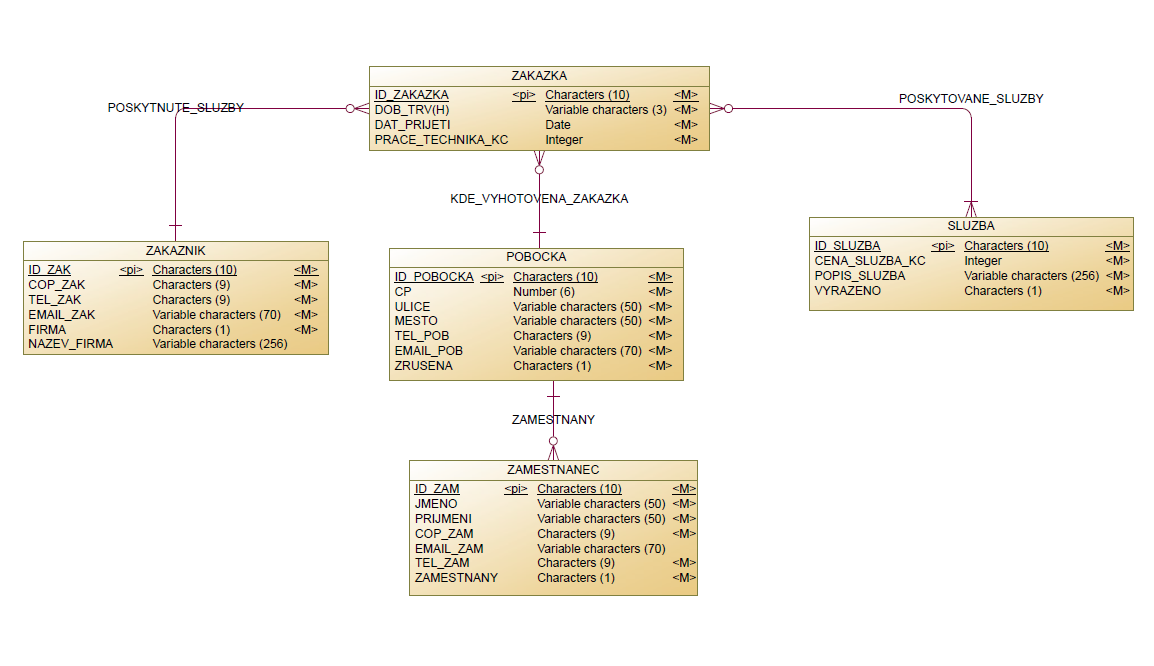 ZAKAZKA
ID_ZAKAZKA <pi> Characters (10) <M>
DOB_TRV(H) Variable characters (3) <M>
DAT_PRIJETI Date <M>
PRACE_TECHNIKA_KC Integer <M>
POSKYTNUTE_SLUZBY
POSKYTOVANE_SLUZBY
KDE_VYHOTOVENA_ZAKAZKA
ZAKAZNIK
ID_ZAK <pi> Characters (10) <M>
COP_ZAK Characters (9) <M>
TEL_ZAK Characters (9) <M>
EMAIL_ZAK Variable characters (70) <M>
FIRMA Characters (1) <M>
NAZEV_FIRMA Variable characters (256)
POBOCKA
ID_POBOCKA <pi> Characters (10) <M>
CP Number (6) <M>
ULICE Variable characters (50) <M>
MESTO Variable characters (50) <M>
TEL_POB Characters (9) <M>
EMAIL_POB Variable characters (70) <M>
ZRUSENA Characters (1) <M>
SLUZBA
ID_SLUZBA <pi> Characters (10) <M>
CENA_SLUZBA_KC Integer <M>
POPIS_SLUZBA Variable characters (256) <M>
VYRAZENO Characters (1) <M>
ZAMESTNANY
ZAMESTNANEC
ID_ZAM <pi> Characters (10) <M>
JMENO Variable characters (50) <M>
PRIJMENI Variable characters (50) <M>
COP_ZAM Characters (9) <M>
EMAIL_ZAM Variable characters (70)
TEL_ZAM Characters (9) <M>
ZAMESTNANY Characters (1) <M>